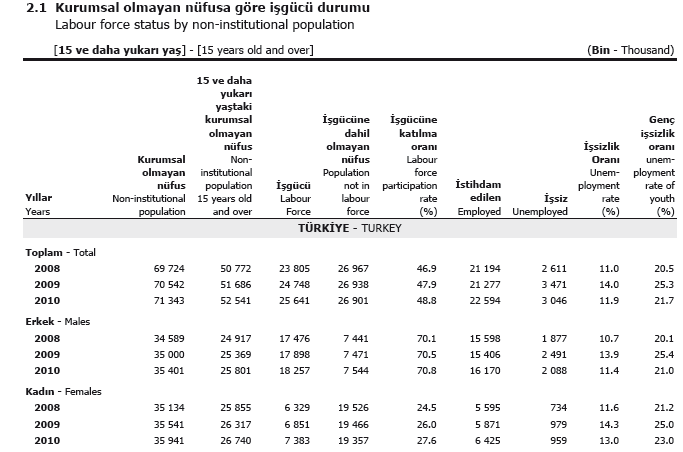 2.1 Kurumsal olmayan nüfusa göre işgücü durumu
Labour force status by non-institutional population
[15 ve daha yukarı yaş] - [15 years old and over] (Bin - Thousand)
15 ve daha
yukarı
yaştaki
kurumsal İşgücüne İşgücüne Genç
olmayan dahil katılma işsizlik
nüfus olmayan oranı İşsizlik oranı
Kurumsal Non- nüfus Labour Oranı unem-
olmayan institutional Population force Unem- ployment
nüfus population İşgücü not in participation İstihdam ployment rate of
Yıllar Non-institutional 15 years old Labour labour rate edilen İşsiz rate youth
Years population and over Force force (%) Employed Unemployed (%) (%)
TÜRKİYE - TURKEY
Toplam - Total
2008 69 724 50 772 23 805 26 967 46.9 21 194 2 611 11.0 20.5
2009 70 542 51 686 24 748 26 938 47.9 21 277 3 471 14.0 25.3
2010 71 343 52 541 25 641 26 901 48.8 22 594 3 046 11.9 21.7
Erkek - Males
2008 34 589 24 917 17 476 7 441 70.1 15 598 1 877 10.7 20.1
2009 35 000 25 369 17 898 7 471 70.5 15 406 2 491 13.9 25.4
2010 35 401 25 801 18 257 7 544 70.8 16 170 2 088 11.4 21.0
Kadın - Females
2008 35 134 25 855 6 329 19 526 24.5 5 595 734 11.6 21.2
2009 35 541 26 317 6 851 19 466 26.0 5 871 979 14.3 25.0
2010 35 941 26 740 7 383 19 357 27.6 6 425 959 13.0 23.0